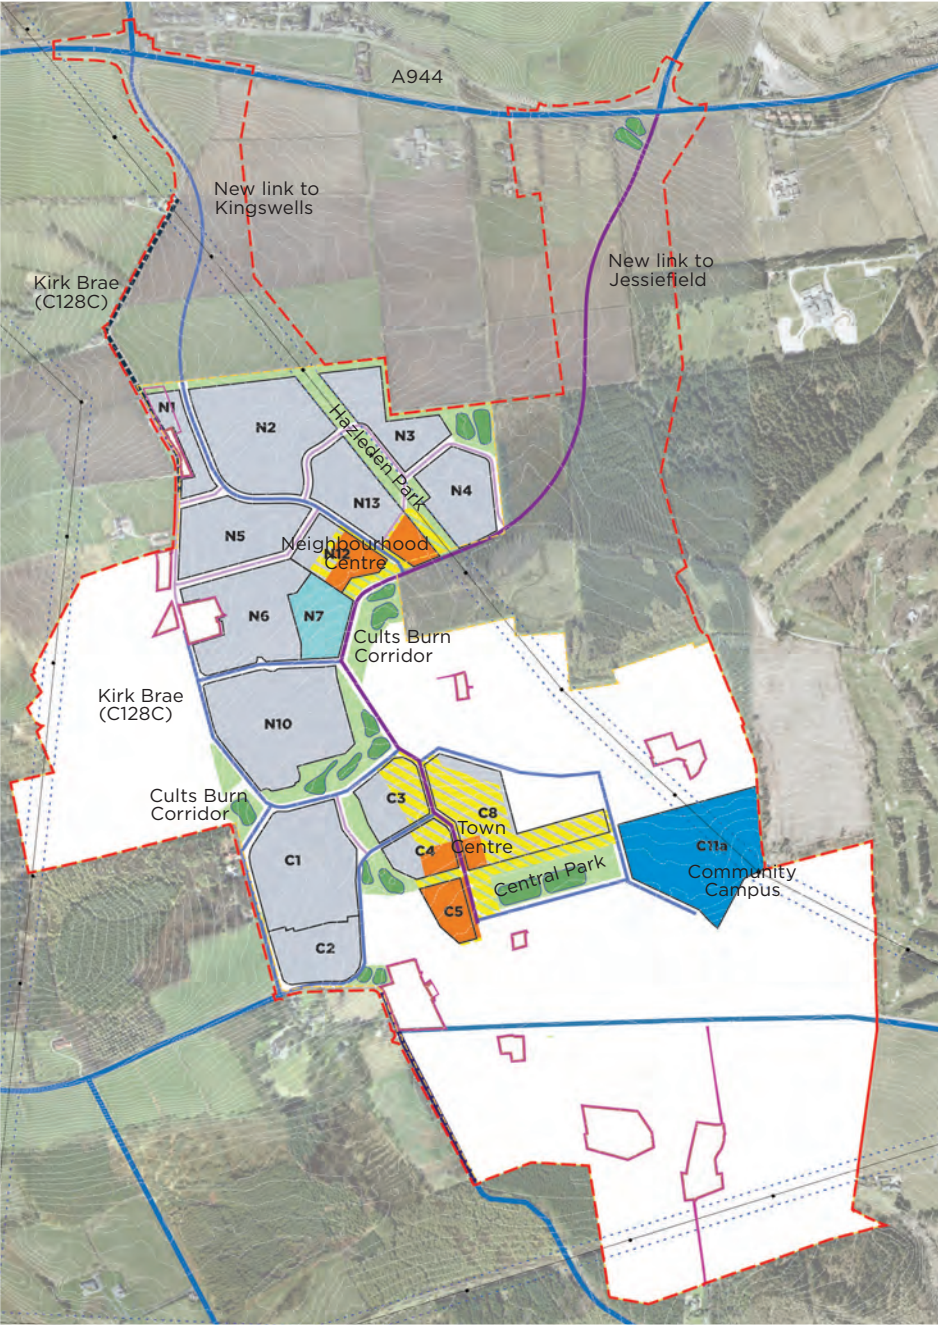 A944
New link to
Kingswells
New link to
Jessiefield
Kirk Brae
(C128C)
N1
N2
N3
Hazleden Park
N4
N13
N5
Neighbourhood
Centre
N12
N6
N7
Cults Burn
Corridor
Kirk Brae
(C128C)
N10
Cults Burn
Corridor
C3
C8
Town
Centre
C4
C1
Central Park
C11a
Community
Campus
C5
C2